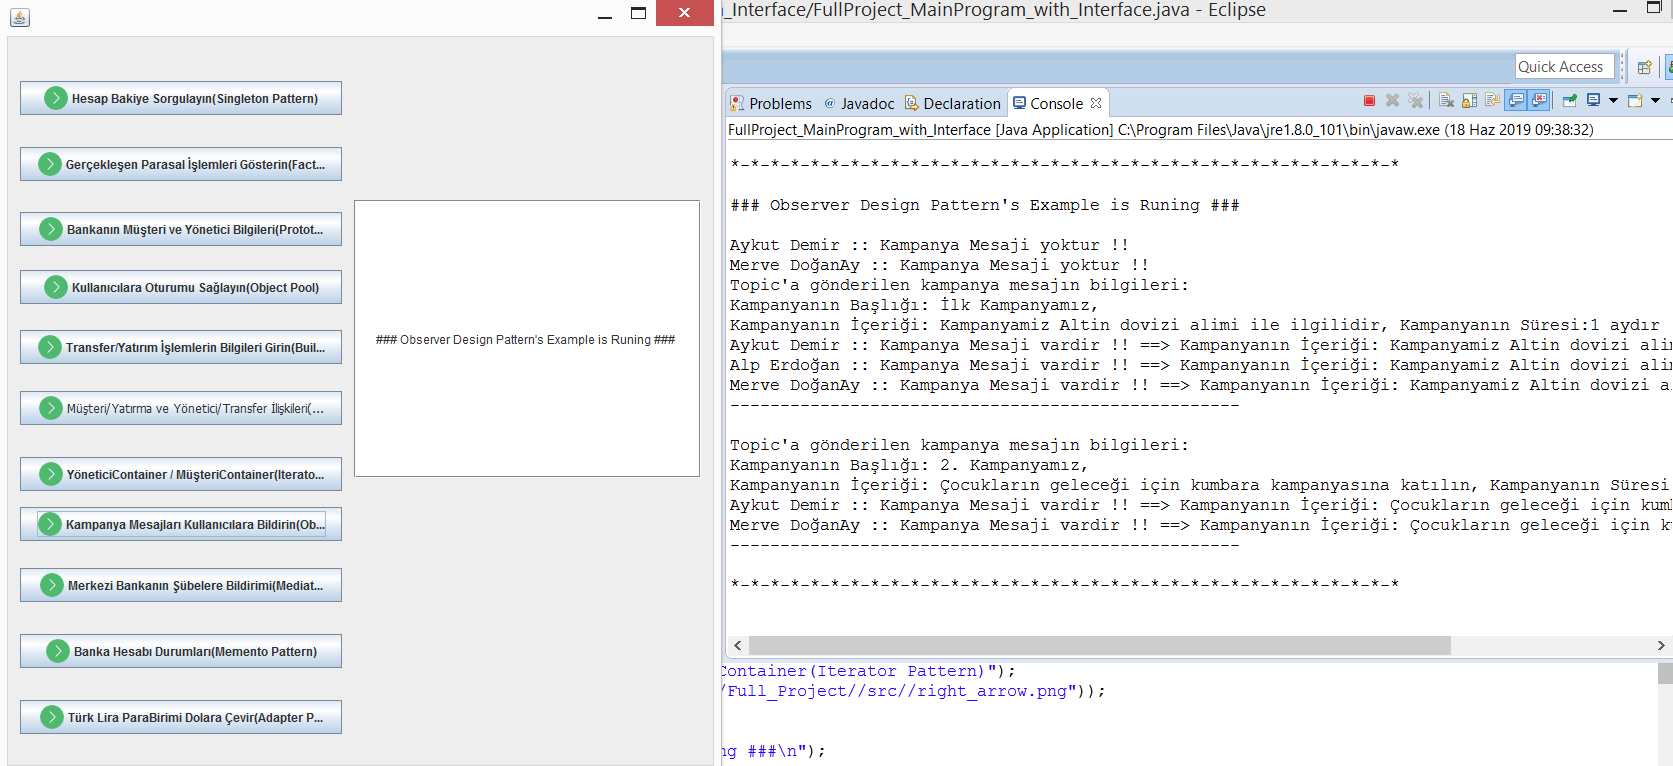 Hesap Bakiye Sorgulayın(Singleton Pattern)
Gerçekleşen Parasal İşlemleri Gösterin(Fact...
Bankanın Müşteri ve Yönetici Bilgileri(Protot...
Kullanıcılara Oturumu Sağlayın(Object Pool)
Transfer/Yatırım İşlemlerin Bilgileri Girin(Buil...
Müşteri/Yatırma ve Yönetici/Transfer İlişkileri(...
YöneticiContainer / MüşteriContainer(Iterato...
Kampanya Mesajları Kullanıcılara Bildirin(Ob...
Merkezi Bankanın Şübelere Bildirimi(Mediat...
Banka Hesabı Durumları(Memento Pattern)
Türk Lira ParaBirimi Dolara Çevir(Adapter P...
### Observer Design Pattern's Example is Runing ###
_Interface/FullProject_MainProgram_with_Interface.java - Eclipse
Quick Access
Problems @ Javadoc Declaration Console
FullProject_MainProgram_with_Interface [Java Application] C:\Program Files\Java\jre1.8.0_101\bin\javaw.exe (18 Haz 2019 09:38:32)
*-*-*-*-*-*-*-*-*-*-*-*-*-*-*-*-*-*-*-*-*-*-*-*-*-*-*-*-*-*-*-*-*-*
### Observer Design Pattern's Example is Runing ###
Aykut Demir :: Kampanya Mesaji yoktur !!
Merve DoğanAy :: Kampanya Mesaji yoktur !!
Topic'a gönderilen kampanya mesajın bilgileri:
Kampanyanın Başlığı: İlk Kampanyamız,
Kampanyanın İçeriği: Kampanyamiz Altin dovizi alimi ile ilgilidir, Kampanyanın Süresi:1 aydır
Aykut Demir :: Kampanya Mesaji vardir !! ==> Kampanyanın İçeriği: Kampanyamiz Altin dovizi alim
Alp Erdoğan :: Kampanya Mesaji vardir !! ==> Kampanyanın İçeriği: Kampanyamiz Altin dovizi alim
Merve DoğanAy :: Kampanya Mesaji vardir !! ==> Kampanyanın İçeriği: Kampanyamiz Altin dovizi al
---------------------------------------------------
Topic'a gönderilen kampanya mesajın bilgileri:
Kampanyanın Başlığı: 2. Kampanyamız,
Kampanyanın İçeriği: Çocukların geleceği için kumbara kampanyasına katilın, Kampanyanın Süresi
Aykut Demir :: Kampanya Mesaji vardir !! ==> Kampanyanın İçeriği: Çocukların geleceği için kumb
Merve DoğanAy :: Kampanya Mesaji vardir !! ==> Kampanyanın İçeriği: Çocukların geleceği için ku
---------------------------------------------------
*-*-*-*-*-*-*-*-*-*-*-*-*-*-*-*-*-*-*-*-*-*-*-*-*-*-*-*-*-*-*-*-*-*
Container(Iterator Pattern)");
/Full_Project//src//right_arrow.png"));
ng ###\n");